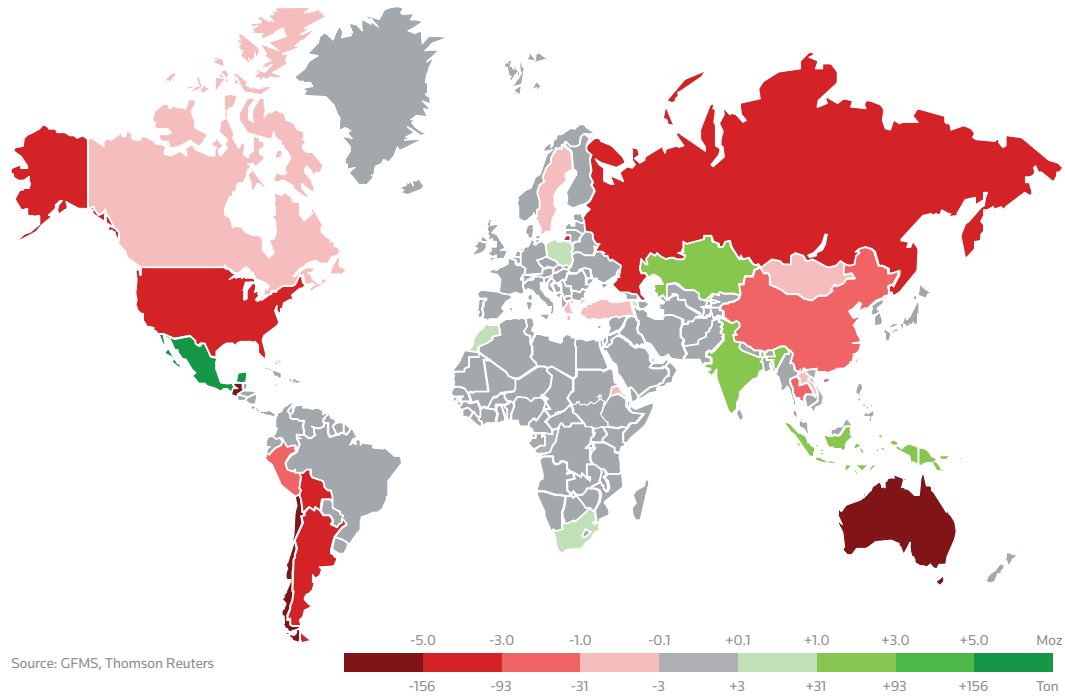 -5.0 -3.0 -1.0 -0.1 +0.1 +1.0 +3.0 +5.0 Moz
Source: GFMS, Thomson Reuters
-156 -93 -31 -3 +3 +31 +93 +156 Ton